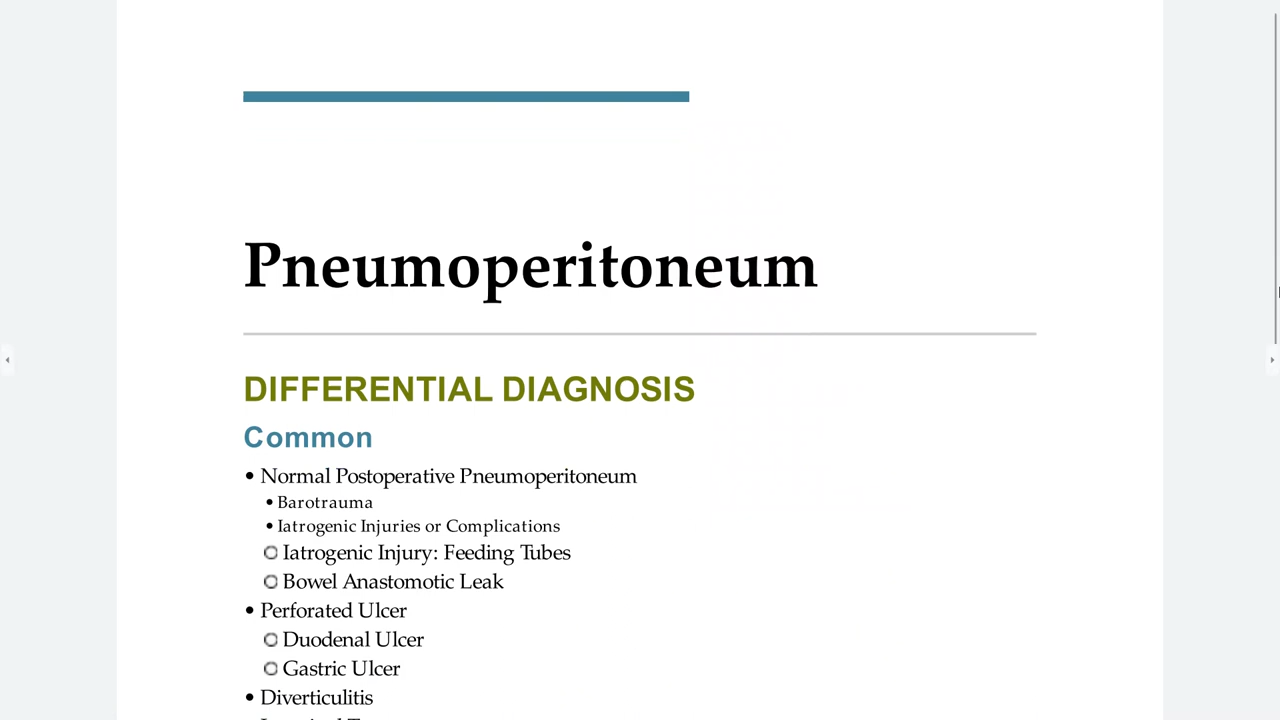 Pneumoperitoneum
DIFFERENTIAL DIAGNOSIS
Common
• Normal Postoperative Pneumoperitoneum
• Barotrauma
• Iatrogenic Injuries or Complications
○ Iatrogenic Injury: Feeding Tubes
○ Bowel Anastomotic Leak
• Perforated Ulcer
○ Duodenal Ulcer
○ Gastric Ulcer
• Diverticulitis